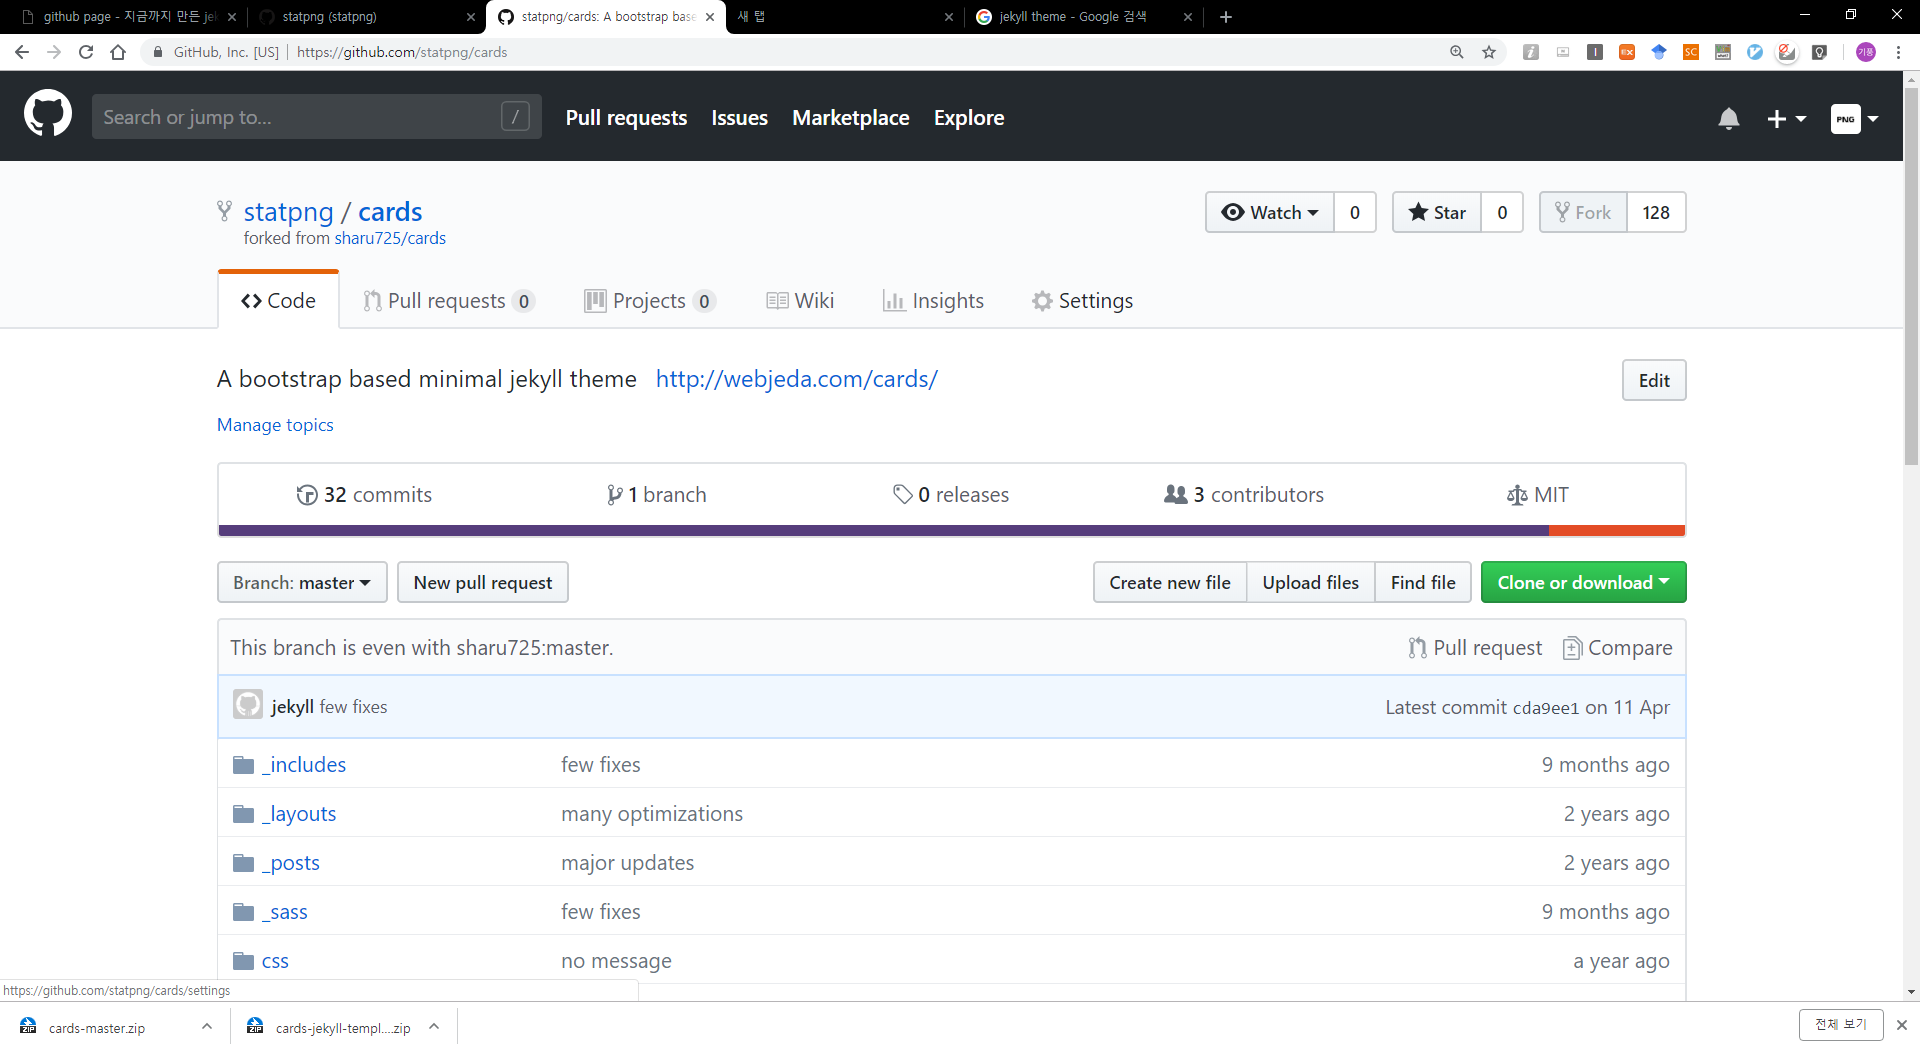 github page - 지금까지 만든 jek
statpng (statpng)
statpng/cards: A bootstrap base
새 탭
jekyll theme - Google 검색
GitHub, Inc. [US] | https://github.com/statpng/cards
Search or jump to... /
Pull requests Issues Marketplace Explore
PNG
statpng / cards
forked from sharu725/cards
Watch 0 Star 0 Fork 128
Code Pull requests 0 Projects 0 Wiki Insights Settings
A bootstrap based minimal jekyll theme http://webjeda.com/cards/
Edit
Manage topics
32 commits 1 branch 0 releases 3 contributors MIT
Branch: master New pull request Create new file Upload files Find file Clone or download
This branch is even with sharu725:master. Pull request Compare
jekyll few fixes Latest commit cda9ee1 on 11 Apr
_includes few fixes 9 months ago
_layouts many optimizations 2 years ago
_posts major updates 2 years ago
_sass few fixes 9 months ago
css no message a year ago
https://github.com/statpng/cards/settings
cards-master.zip cards-jekyll-templ....zip 전체 보기